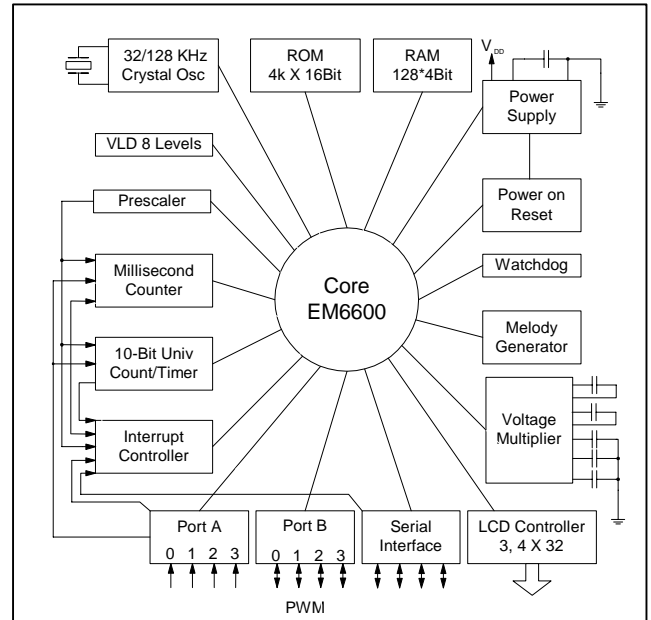 32/128 KHz
Crystal Osc
ROM
4k X 16Bit
RAM
128*4Bit
VDD
Power
Supply
VLD 8 Levels
Prescaler
Power on
Reset
Millisecond
Counter
Core
EM6600
Watchdog
10-Bit Univ
Count/Timer
Melody
Generator
Interrupt
Controller
Voltage
Multiplier
Port A
0 1 2 3
Port B
0 1 2 3
Serial
Interface
LCD Controller
3, 4 X 32
PWM